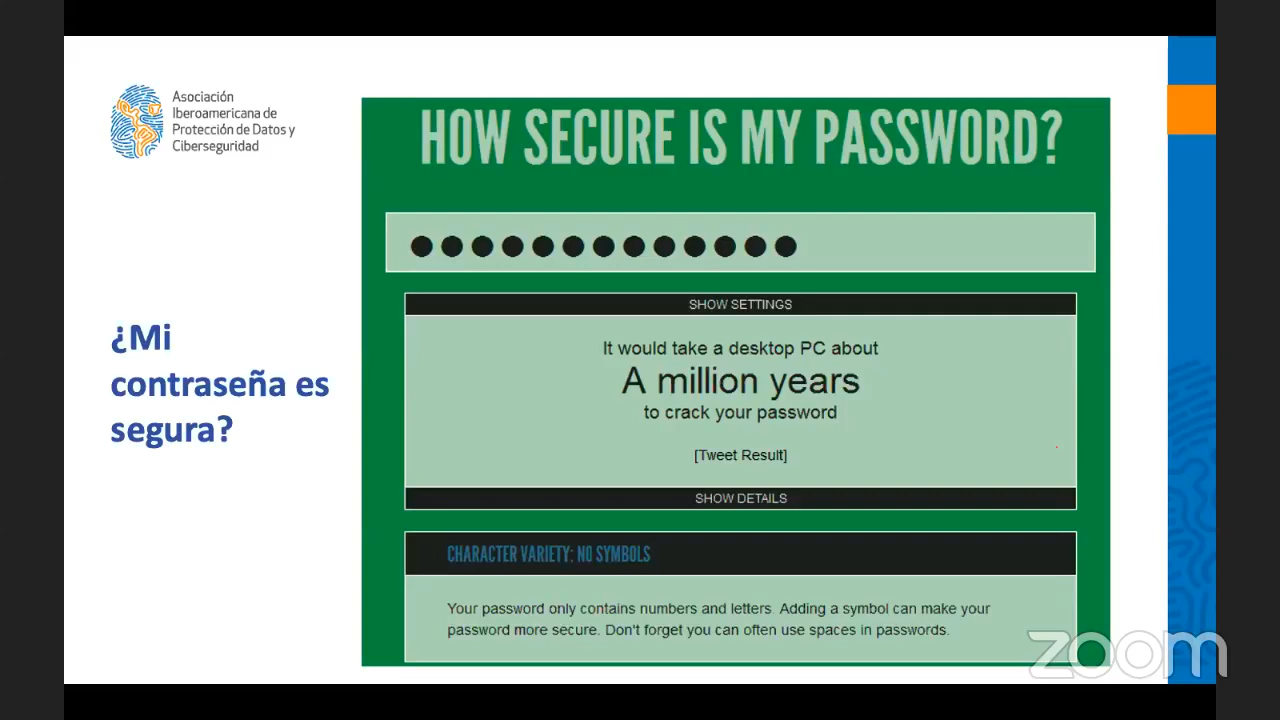 Asociación
Iberoamericana de
Protección de Datos y
Ciberseguridad
¿Mi
contraseña es
segura?
HOW SECURE IS MY PASSWORD?
SHOW SETTINGS
It would take a desktop PC about
A million years
to crack your password
[Tweet Result]
SHOW DETAILS
CHARACTER VARIETY: NO SYMBOLS
Your password only contains numbers and letters. Adding a symbol can make your
password more secure. Don't forget you can often use spaces in passwords.
zoom